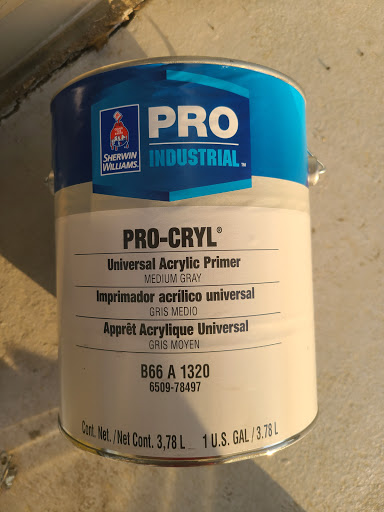 PRO
INDUSTRIAL™
SHERWIN
WILLIAMS.
PRO-CRYL®
Universal Acrylic Primer
MEDIUM GRAY
Imprimador acrílico universal
GRIS MEDIO
Apprêt Acrylique Universal
GRIS MOYEN
B66 A 1320
6509-78497
Cont. Net./Net Cont. 3,78 L 1 U.S. GAL / 3.78 L